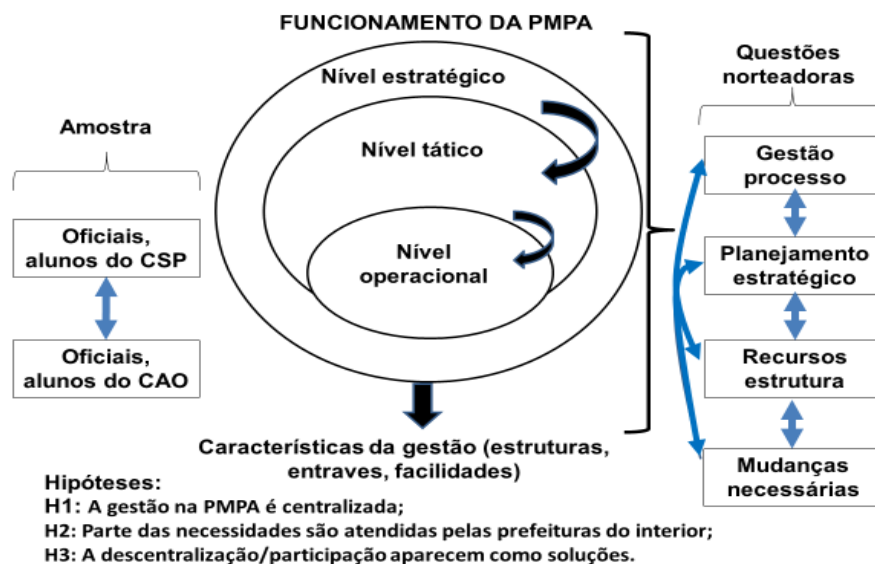 FUNCIONAMENTO DA PMPA
Nível estratégico
Nível tático
Nível
operacional
Amostra
Oficiais,
alunos do CSP
Oficiais,
alunos do CAO
Questões
norteadoras
Gestão
processo
Planejamento
estratégico
Recursos
estrutura
Mudanças
necessárias
Características da gestão (estruturas,
entraves, facilidades)
Hipóteses:
H1: A gestão na PMPA é centralizada;
H2: Parte das necessidades são atendidas pelas prefeituras do interior;
H3: A descentralização/participação aparecem como soluções.